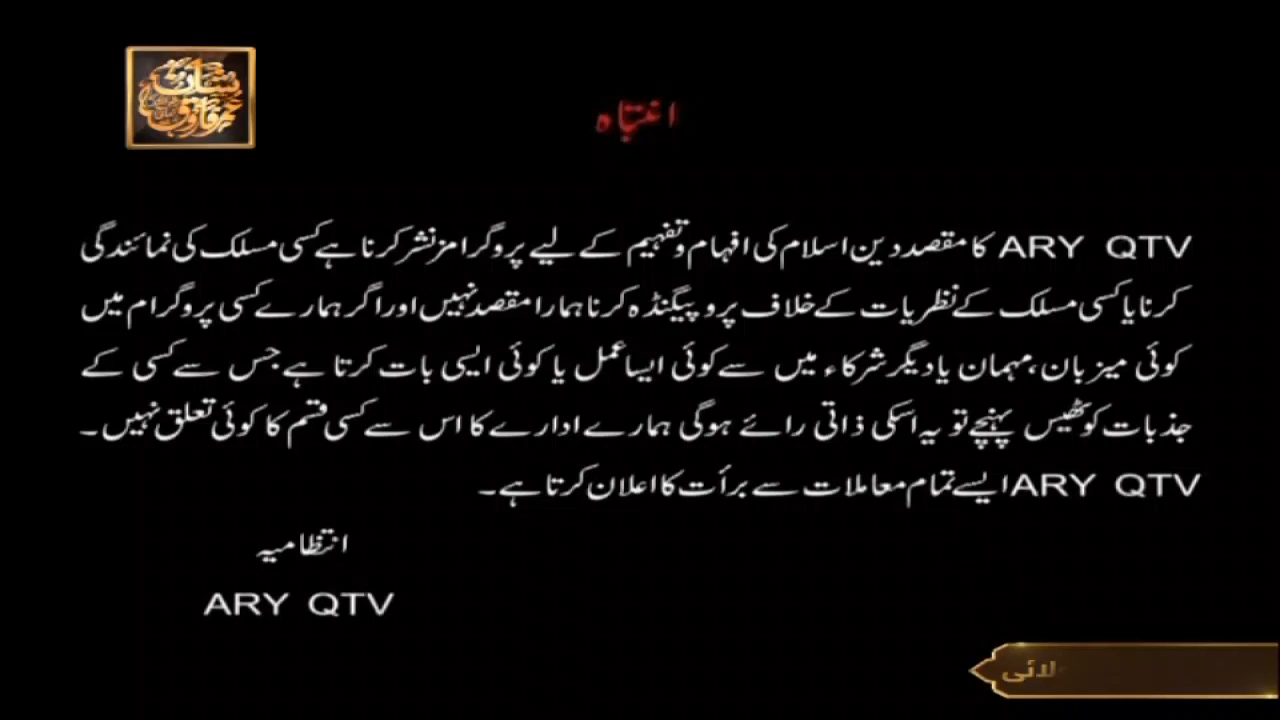 شان
عمر فاروق
انتباہ
ARY QTV کا مقصد دین اسلام کی افہام و تفہیم کے لیے پروگرامز نشر کرنا ہے کسی مسلک کی نمائندگی
کرنا یا کسی مسلک کے نظریات کے خلاف پروپیگنڈہ کرنا ہمارا مقصد نہیں اور اگر ہمارے کسی پروگرام میں
کوئی میزبان، مہمان یا دیگر شرکاء میں سے کوئی ایسا عمل یا کوئی ایسی بات کرتا ہے جس سے کسی کے
جذبات کو ٹھیس پہنچے تو یہ اسکی ذاتی رائے ہوگی ہمارے ادارے کا اس سے کسی قسم کا کوئی تعلق نہیں۔
ARY QTV ایسے تمام معاملات سے برأت کا اعلان کرتا ہے۔
انتظامیہ
ARY QTV